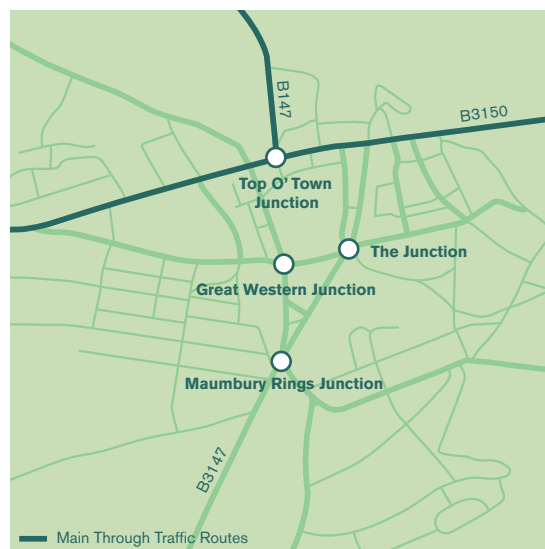 B147
B3150
Top O' Town
Junction
The Junction
Great Western Junction
Maumbury Rings Junction
B3147
Main Through Traffic Routes